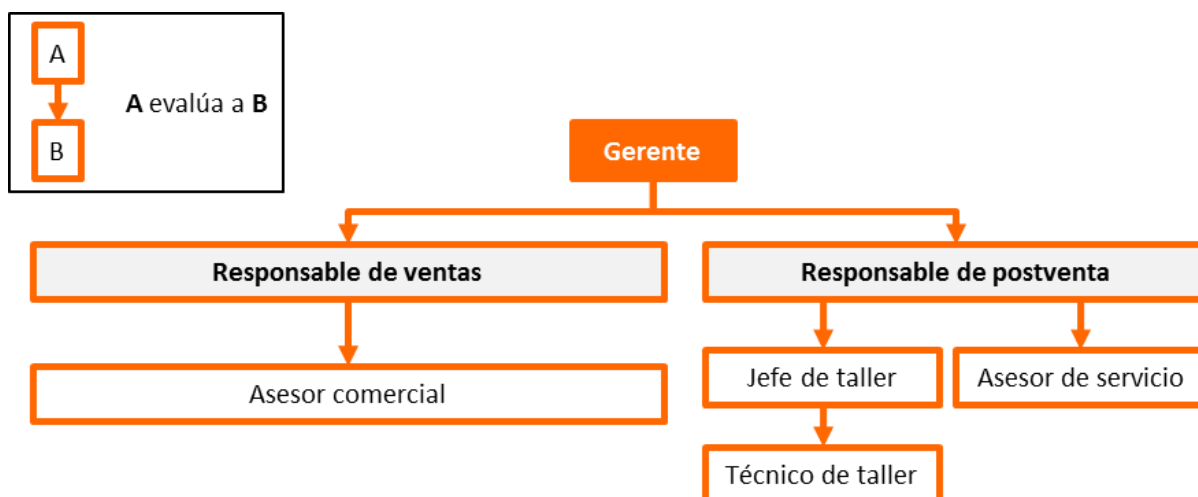 A
A evalúa a B
B
Gerente
Responsable de ventas
Responsable de postventa
Asesor comercial
Jefe de taller
Asesor de servicio
Técnico de taller